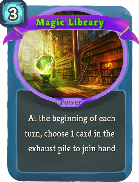 3
Magic Library
Power
At the beginning of each
turn, choose 1 card in the
exhaust pile to join hand